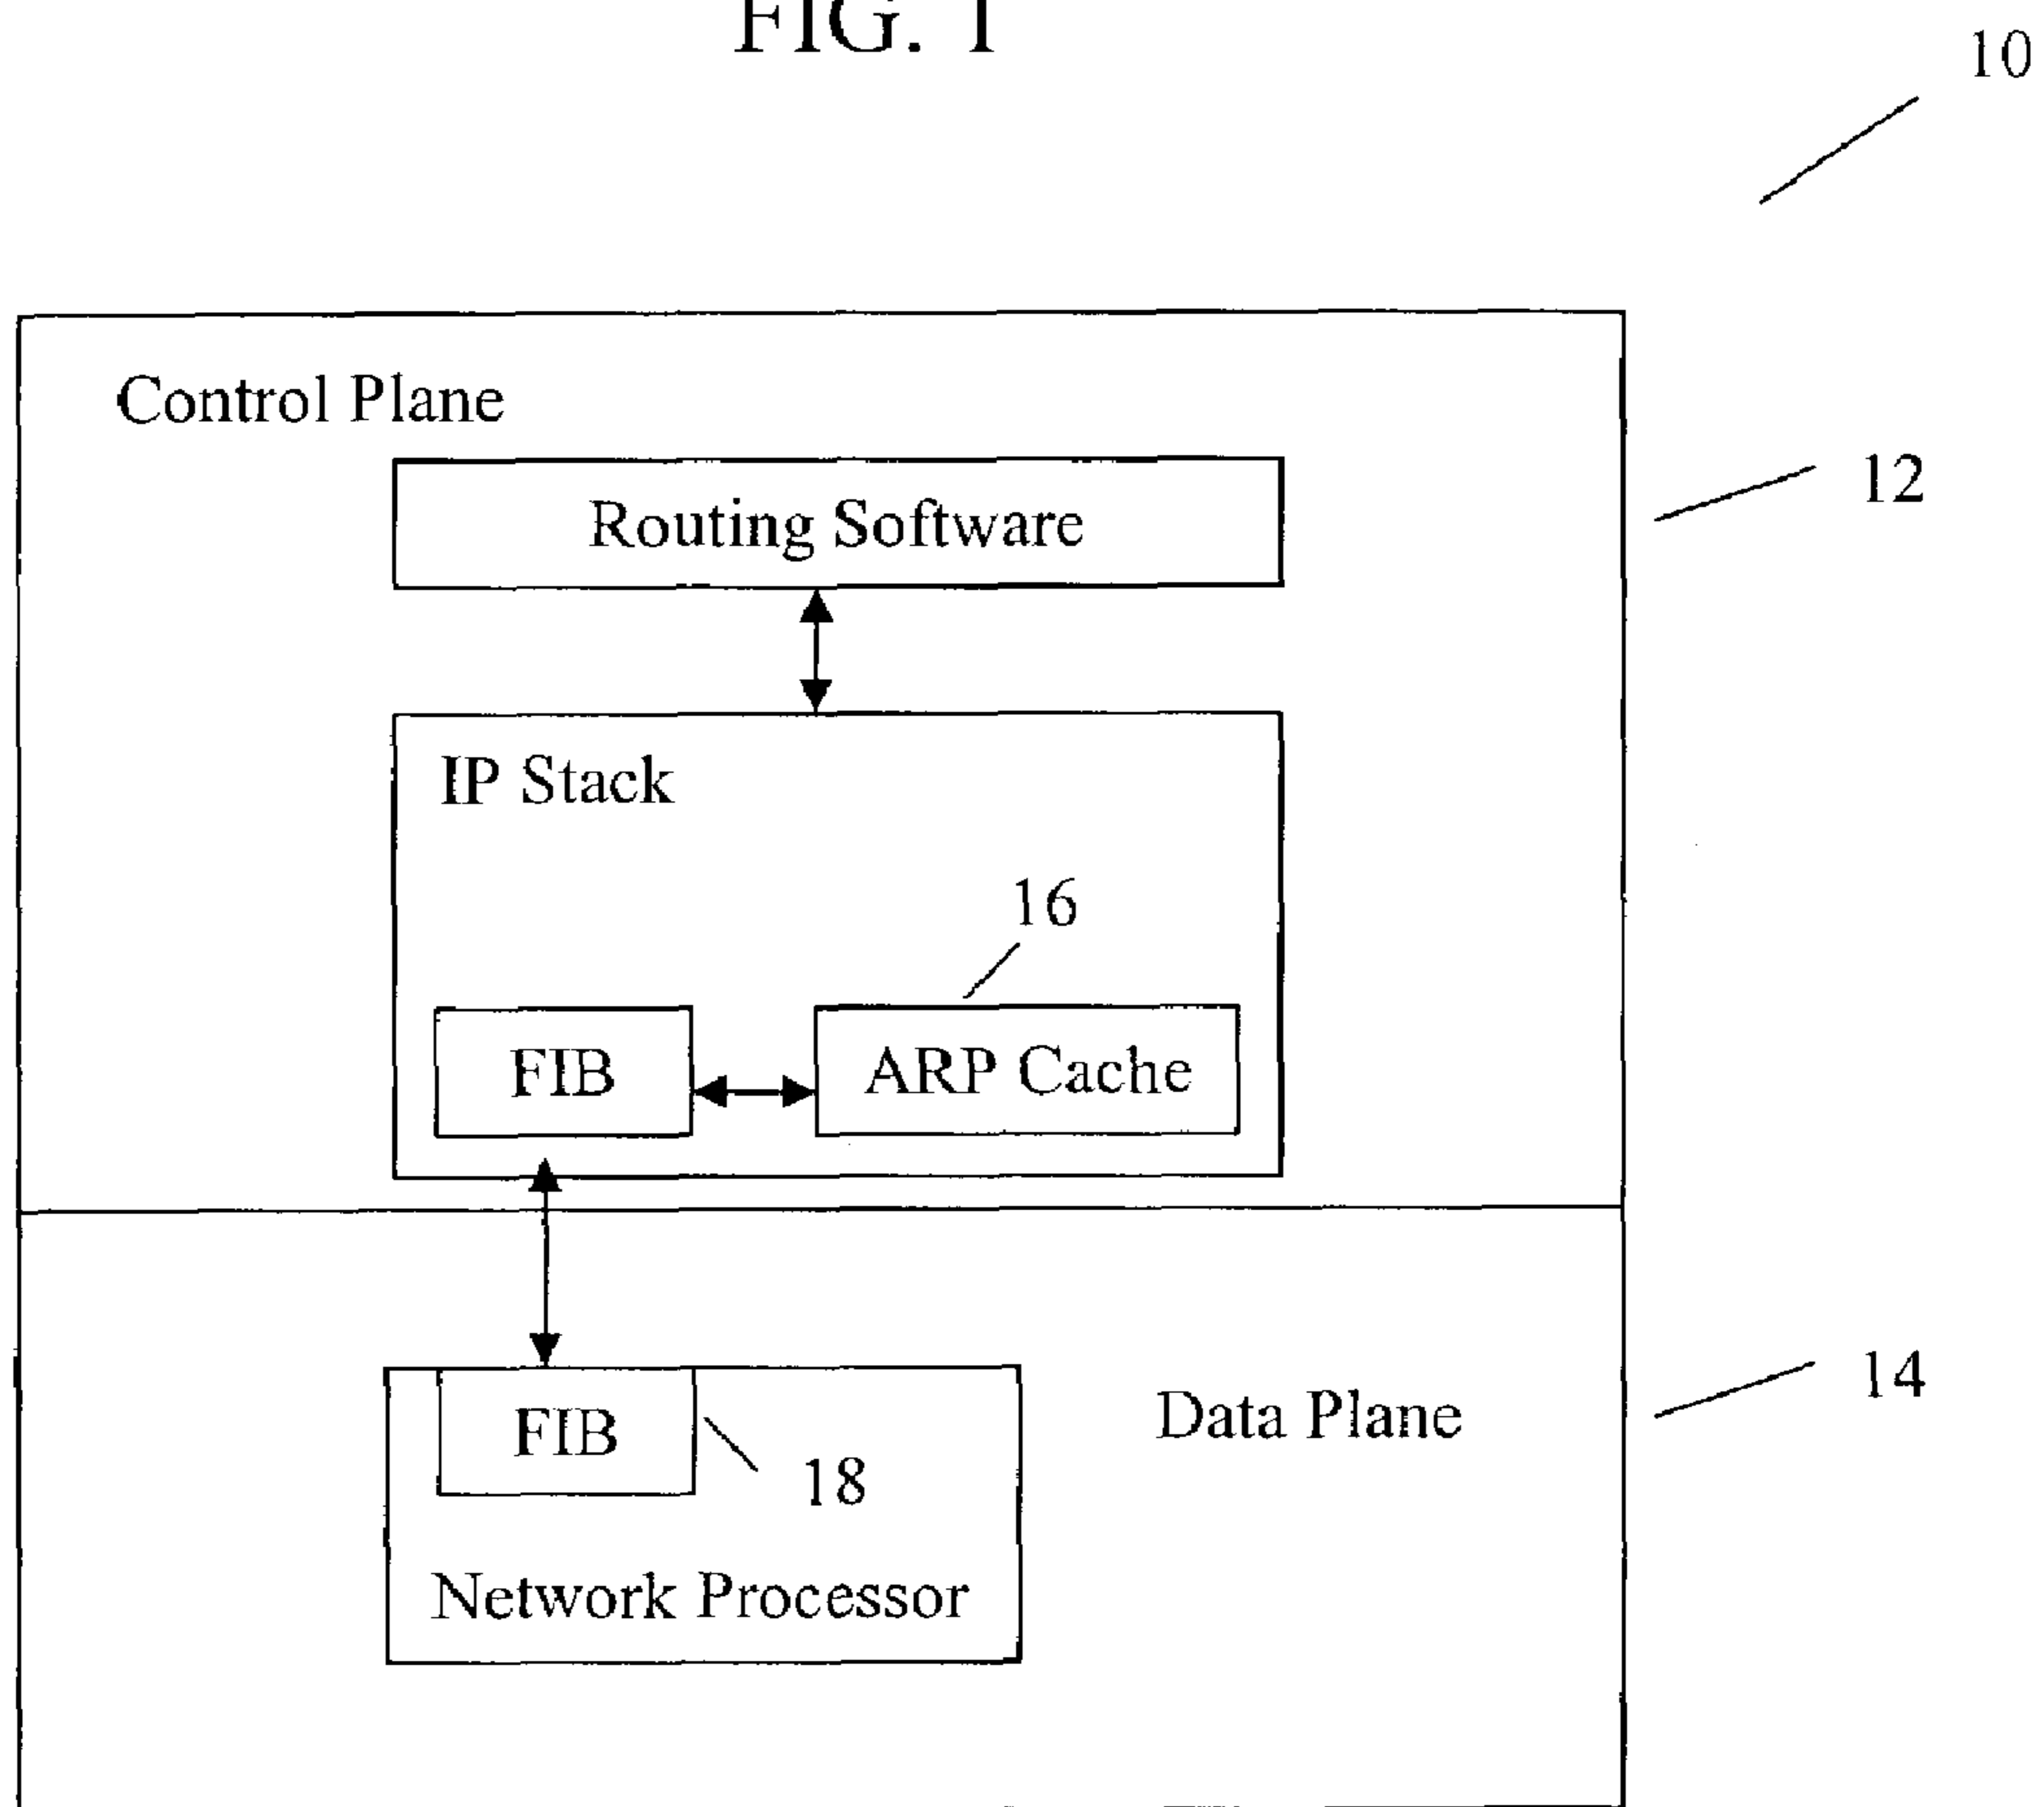 FIG. 1
10
Control Plane
12
Routing Software
IP Stack
16
FIB
ARP Cache
14
Data Plane
FIB
18
Network Processor